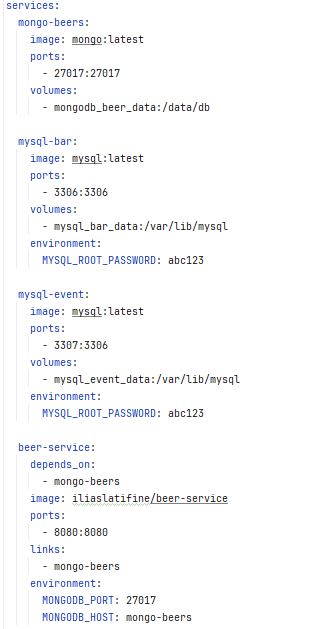 services:
  mongo-beers:
    image: mongo:latest
    ports:
      - 27017:27017
    volumes:
      - mongodb_beer_data:/data/db

  mysql-bar:
    image: mysql:latest
    ports:
      - 3306:3306
    volumes:
      - mysql_bar_data:/var/lib/mysql
    environment:
      MYSQL_ROOT_PASSWORD: abc123

  mysql-event:
    image: mysql:latest
    ports:
      - 3307:3306
    volumes:
      - mysql_event_data:/var/lib/mysql
    environment:
      MYSQL_ROOT_PASSWORD: abc123

  beer-service:
    depends_on:
      - mongo-beers
    image: iliaslatifine/beer-service
    ports:
      - 8080:8080
    links:
      - mongo-beers
    environment:
      MONGODB_PORT: 27017
      MONGODB_HOST: mongo-beers